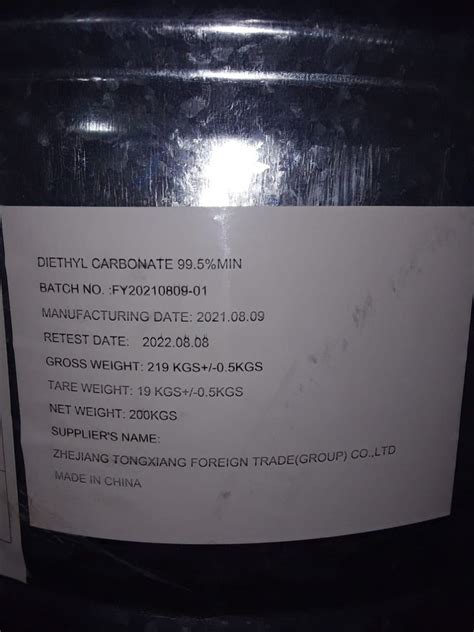 DIETHYL CARBONATE 99.5%MIN
BATCH NO. :FY20210809-01
MANUFACTURING DATE: 2021.08.09
RETEST DATE: 2022.08.08
GROSS WEIGHT: 219 KGS+/-0.5KGS
TARE WEIGHT: 19 KGS+/-0.5KGS
NET WEIGHT: 200KGS
SUPPLIER'S NAME:
ZHEJIANG TONGXIANG FOREIGN TRADE(GROUP) CO.,LTD
MADE IN CHINA